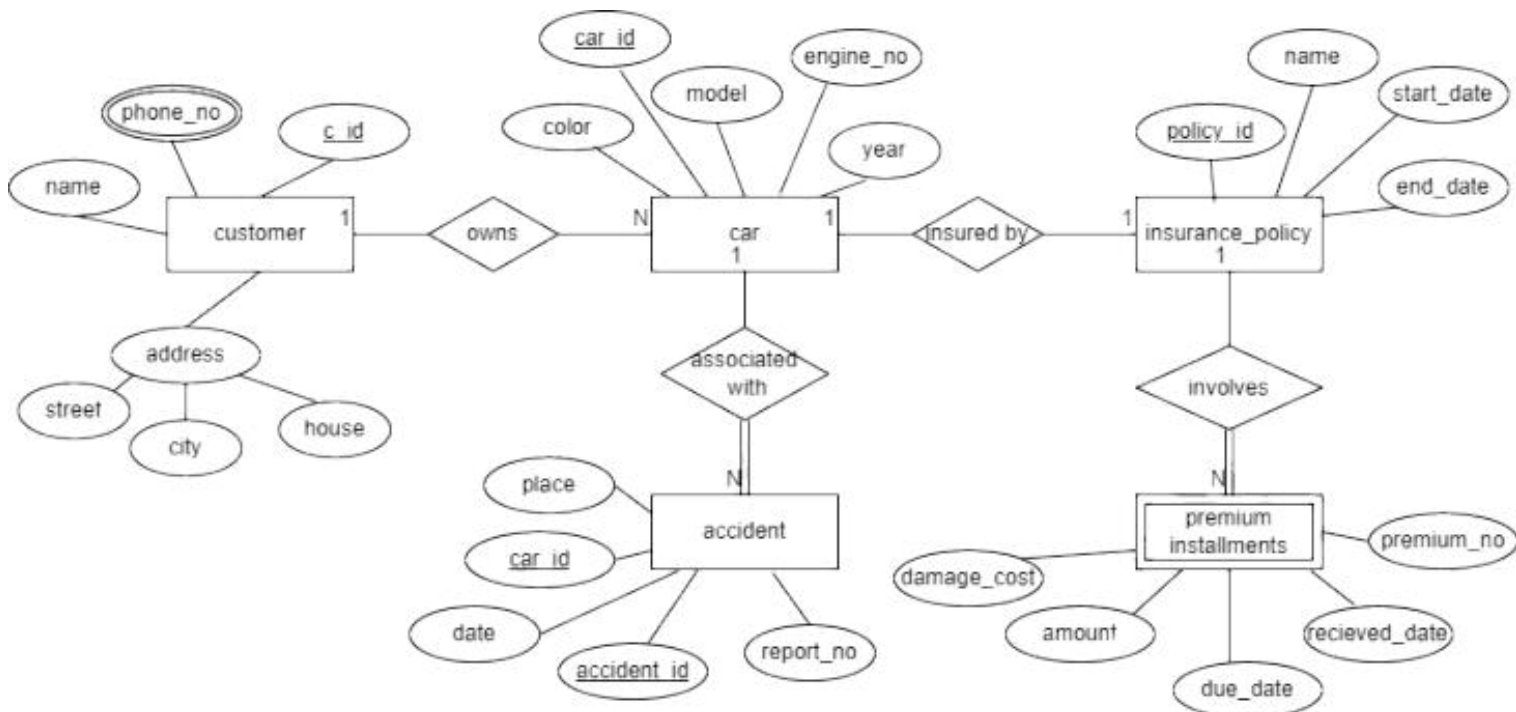 car_id
engine_no
name
phone_no
model
start_date
c_id
color
policy_id
year
name
end_date
customer
1
owns
N
car
1
1
insured by
1
insurance_policy
1
address
associated
with
involves
street
house
city
place
N
N
accident
premium
installments
premium_no
car_id
damage_cost
date
amount
recieved_date
accident_id
report_no
due_date